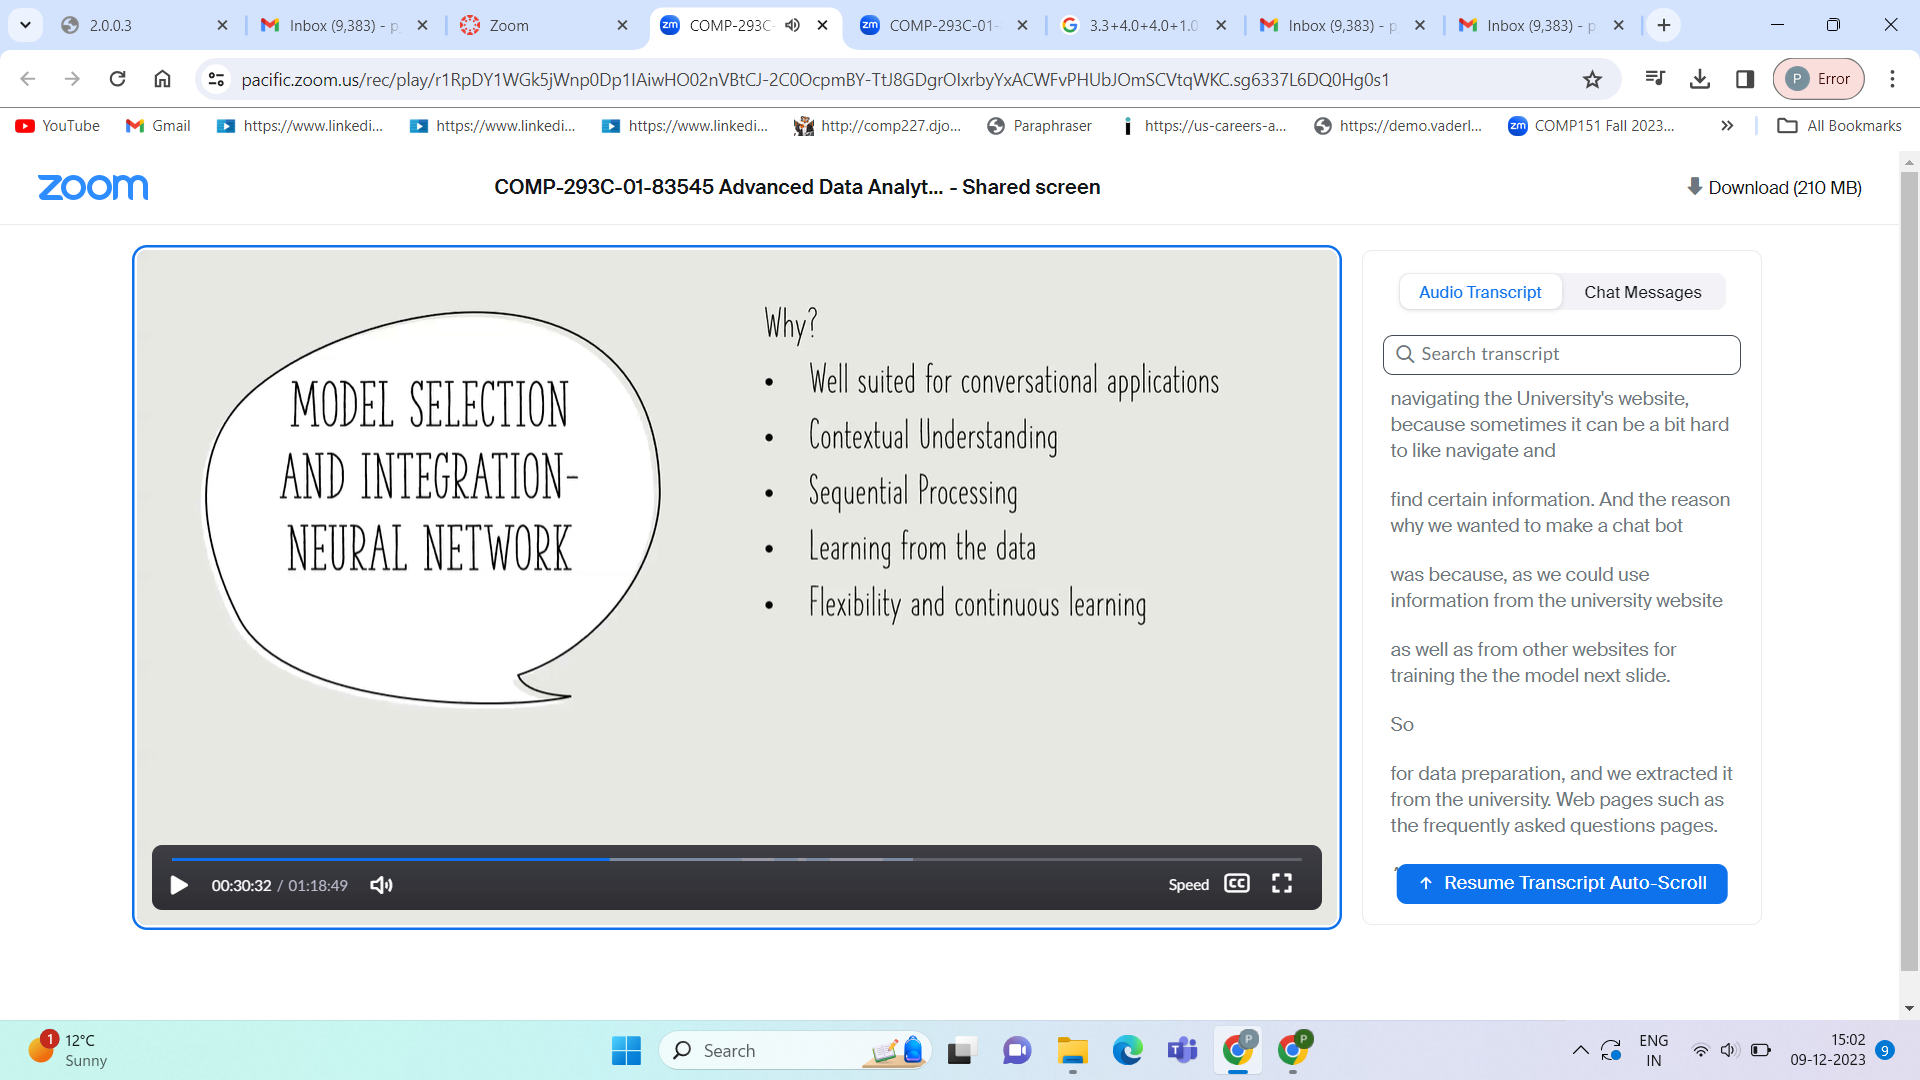 2.0.0.3
Inbox (9,383) - p
Zoom
COMP-293C-
COMP-293C-01-
3.3+4.0+4.0+1.0
Inbox (9,383) - p
Inbox (9,383) - p
pacific.zoom.us/rec/play/r1RpDY1WGk5jWnp0Dp1IAiwHO02nVBtCJ-2C0OcpmBY-TtJ8GDgrOIxrbyYxACWFvPHUbJOmSCVtqWKC.sg6337L6DQ0Hg0s1
P Error
YouTube
Gmail
https://www.linkedi...
https://www.linkedi...
https://www.linkedi...
http://comp227.djo...
Paraphraser
https://us-careers-a...
https://demo.vaderl...
COMP151 Fall 2023...
All Bookmarks
zoom
COMP-293C-01-83545 Advanced Data Analyt... - Shared screen
Download (210 MB)
MODEL SELECTION
AND INTEGRATION-
NEURAL NETWORK
Why?
• Well suited for conversational applications
• Contextual Understanding
• Sequential Processing
• Learning from the data
• Flexibility and continuous learning
00:30:32 / 01:18:49
Speed
CC
Audio Transcript
Chat Messages
Search transcript
navigating the University's website,
because sometimes it can be a bit hard
to like navigate and
find certain information. And the reason
why we wanted to make a chat bot
was because, as we could use
information from the university website
as well as from other websites for
training the the model next slide.
So
for data preparation, and we extracted it
from the university. Web pages such as
the frequently asked questions pages.
Resume Transcript Auto-Scroll
1
12°C
Sunny
Search
ENG
IN
15:02
09-12-2023
9